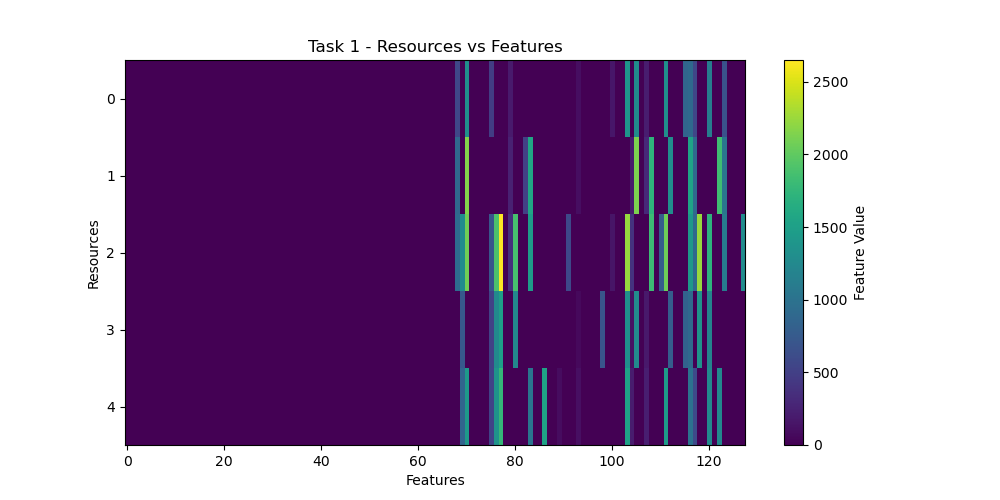 Task 1 - Resources vs Features
Resources
0
1
2
3
4
0 20 40 60 80 100 120
Features
2500
2000
1500
1000
500
0
Feature Value